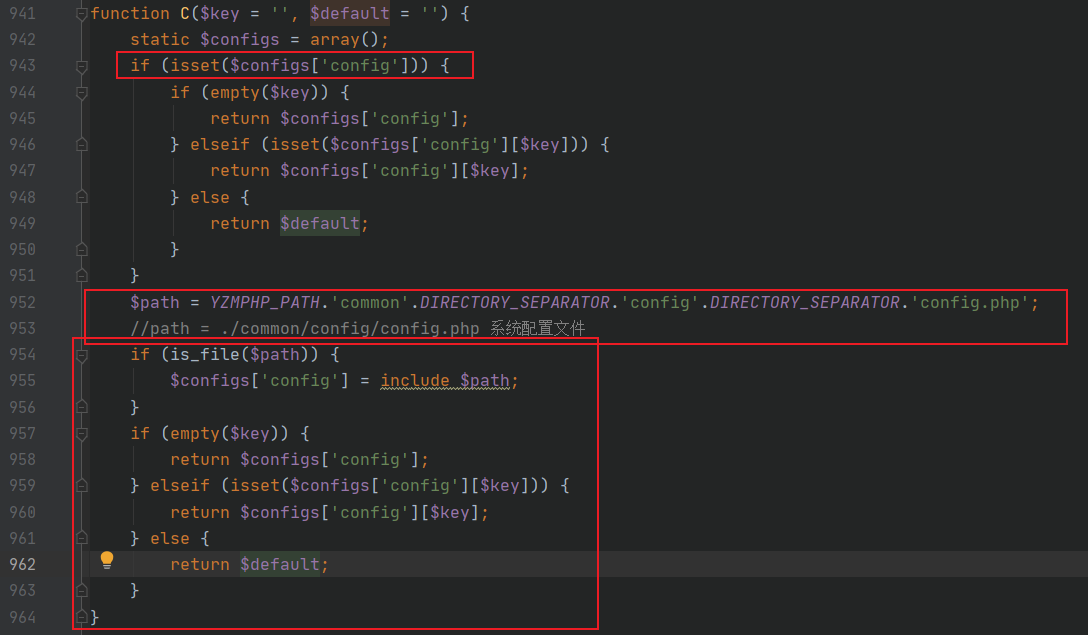 941 function C($key = '', $default = '') {
942     static $configs = array();
943     if (isset($configs['config'])) {
944         if (empty($key)) {
945             return $configs['config'];
946         } elseif (isset($configs['config'][$key])) {
947             return $configs['config'][$key];
948         } else {
949             return $default;
950         }
951     }
952     $path = YZMPHP_PATH.'common'.DIRECTORY_SEPARATOR.'config'.DIRECTORY_SEPARATOR.'config.php';
953     //path = ./common/config/config.php 系统配置文件
954     if (is_file($path)) {
955         $configs['config'] = include $path;
956     }
957     if (empty($key)) {
958         return $configs['config'];
959     } elseif (isset($configs['config'][$key])) {
960         return $configs['config'][$key];
961     } else {
962         return $default;
963     }
964 }